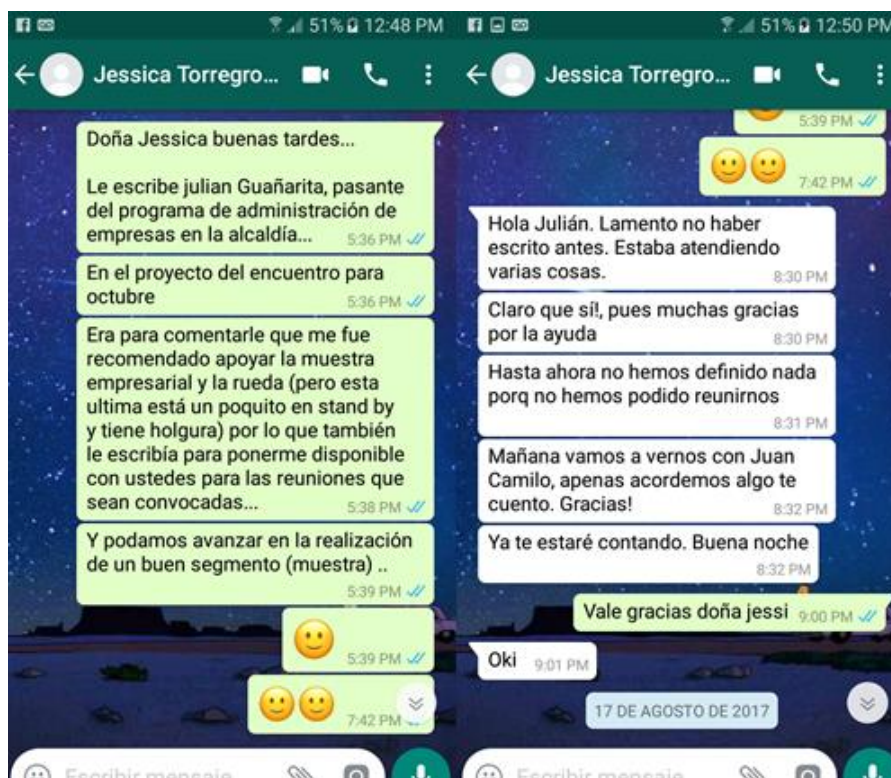 51% 12:48 PM
Jessica Torregro...
Doña Jessica buenas tardes...
Le escribe julian Guañarita, pasante
del programa de administración de
empresas en la alcaldía...
5:36 PM
En el proyecto del encuentro para
octubre
5:36 PM
Era para comentarle que me fue
recomendado apoyar la muestra
empresarial y la rueda (pero esta
ultima está un poquito en stand by
y tiene holgura) por lo que también
le escribía para ponerme disponible
con ustedes para las reuniones que
sean convocadas...
5:38 PM
Y podamos avanzar en la realización
de un buen segmento (muestra) ..
5:39 PM
5:39 PM
7:42 PM
Escribir mensaje
51% 12:50 PM
Jessica Torregro...
5:39 PM
7:42 PM
Hola Julián. Lamento no haber
escrito antes. Estaba atendiendo
varias cosas.
8:30 PM
Claro que sí!, pues muchas gracias
por la ayuda
8:30 PM
Hasta ahora no hemos definido nada
porq no hemos podido reunirnos
8:31 PM
Mañana vamos a vernos con Juan
Camilo, apenas acordemos algo te
cuento. Gracias!
8:32 PM
Ya te estaré contando. Buena noche
8:32 PM
Vale gracias doña jessi 9:00 PM
Oki 9:01 PM
17 DE AGOSTO DE 2017
Escribir mensaje